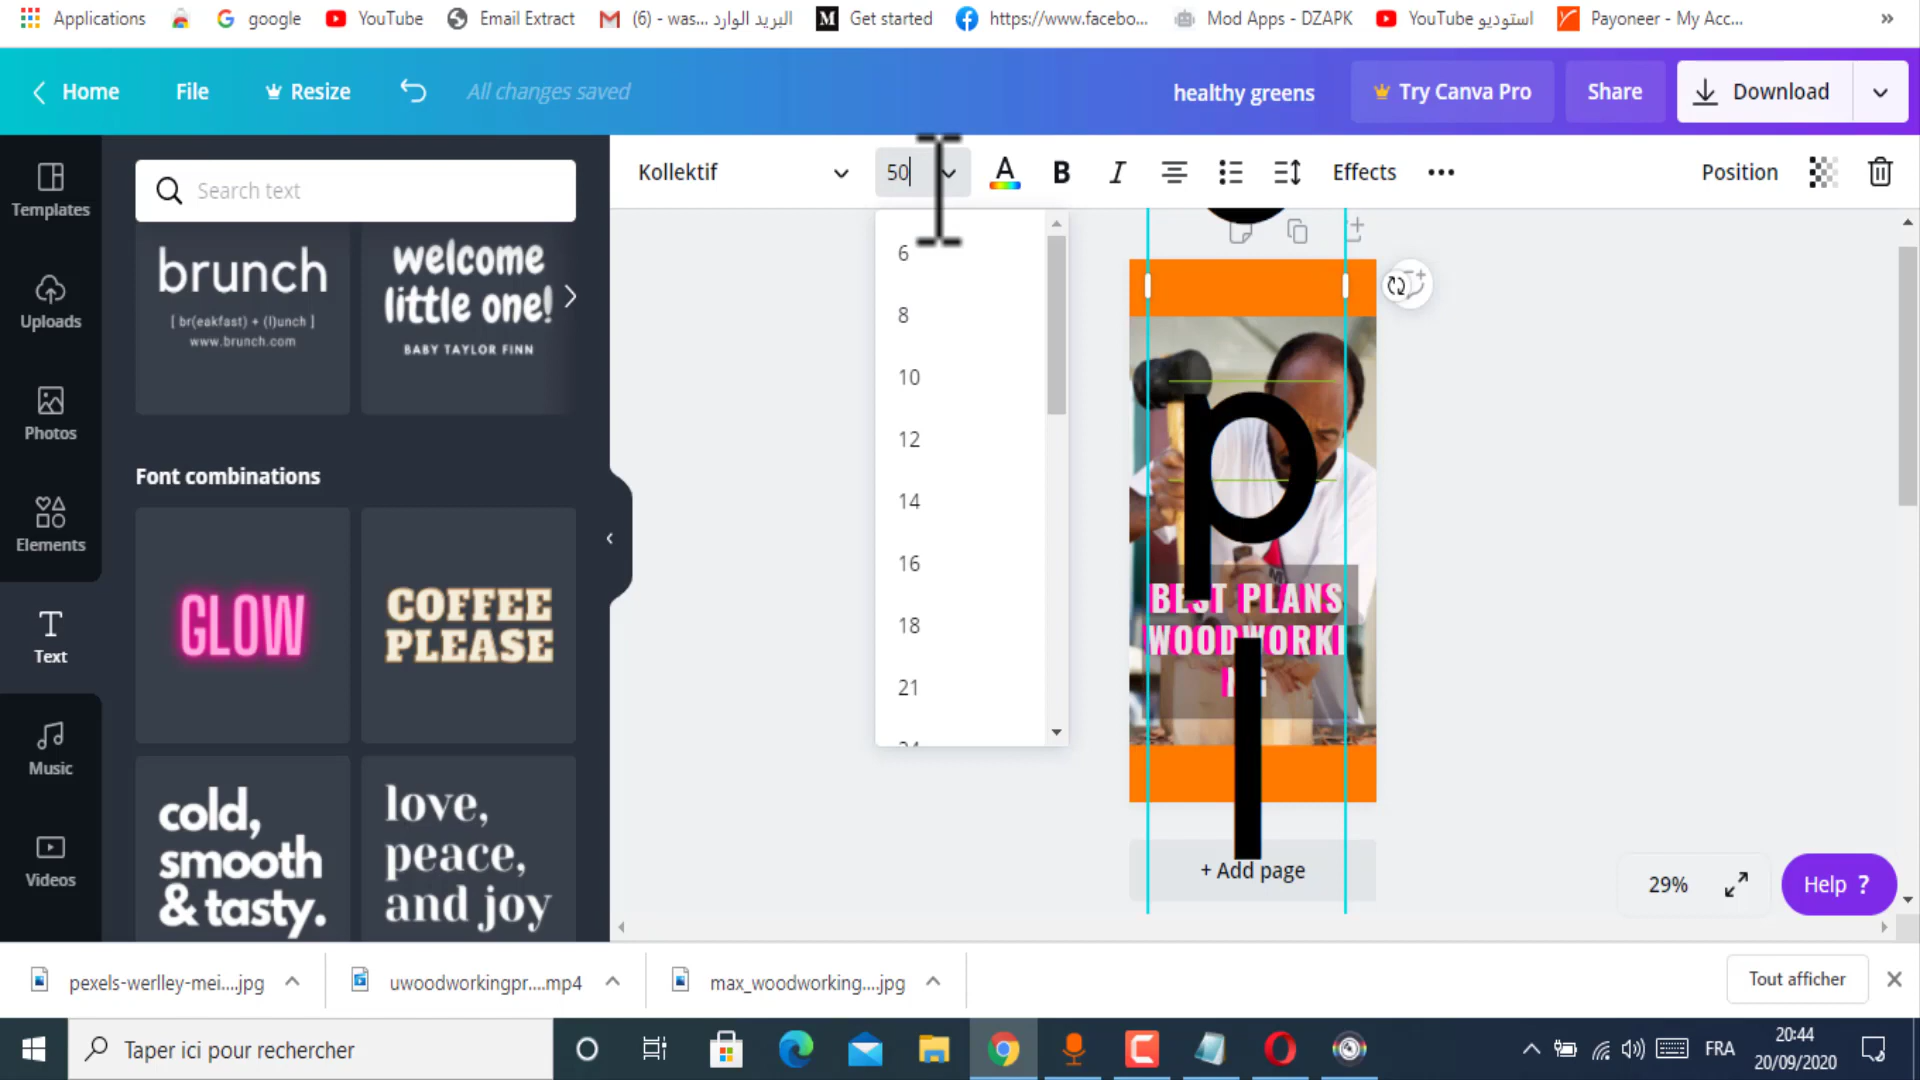 Applications
google
YouTube
Email Extract
(6) - was... البريد الوارد
Get started
https://www.facebo...
Mod Apps - DZAPK
استوديو YouTube
Payoneer - My Acc...
»
Home
File
Resize
All changes saved
healthy greens
Try Canva Pro
Share
Download
Templates
Uploads
Photos
Elements
Text
Music
Videos
Search text
brunch
[ br(eakfast) + (l)unch ]
www.brunch.com
welcome
little one!
BABY TAYLOR FINN
Font combinations
GLOW
COFFEE
PLEASE
cold,
smooth
& tasty.
love,
peace,
and joy
Kollektif
50
A
B
I
Effects
Position
6
8
10
12
14
16
18
21
p
l
BEST PLANS
WOODWORKI
+ Add page
29%
Help ?
pexels-werlley-mei....jpg
uwoodworkingpr....mp4
max_woodworking....jpg
Tout afficher
Taper ici pour rechercher
FRA
20:44
20/09/2020